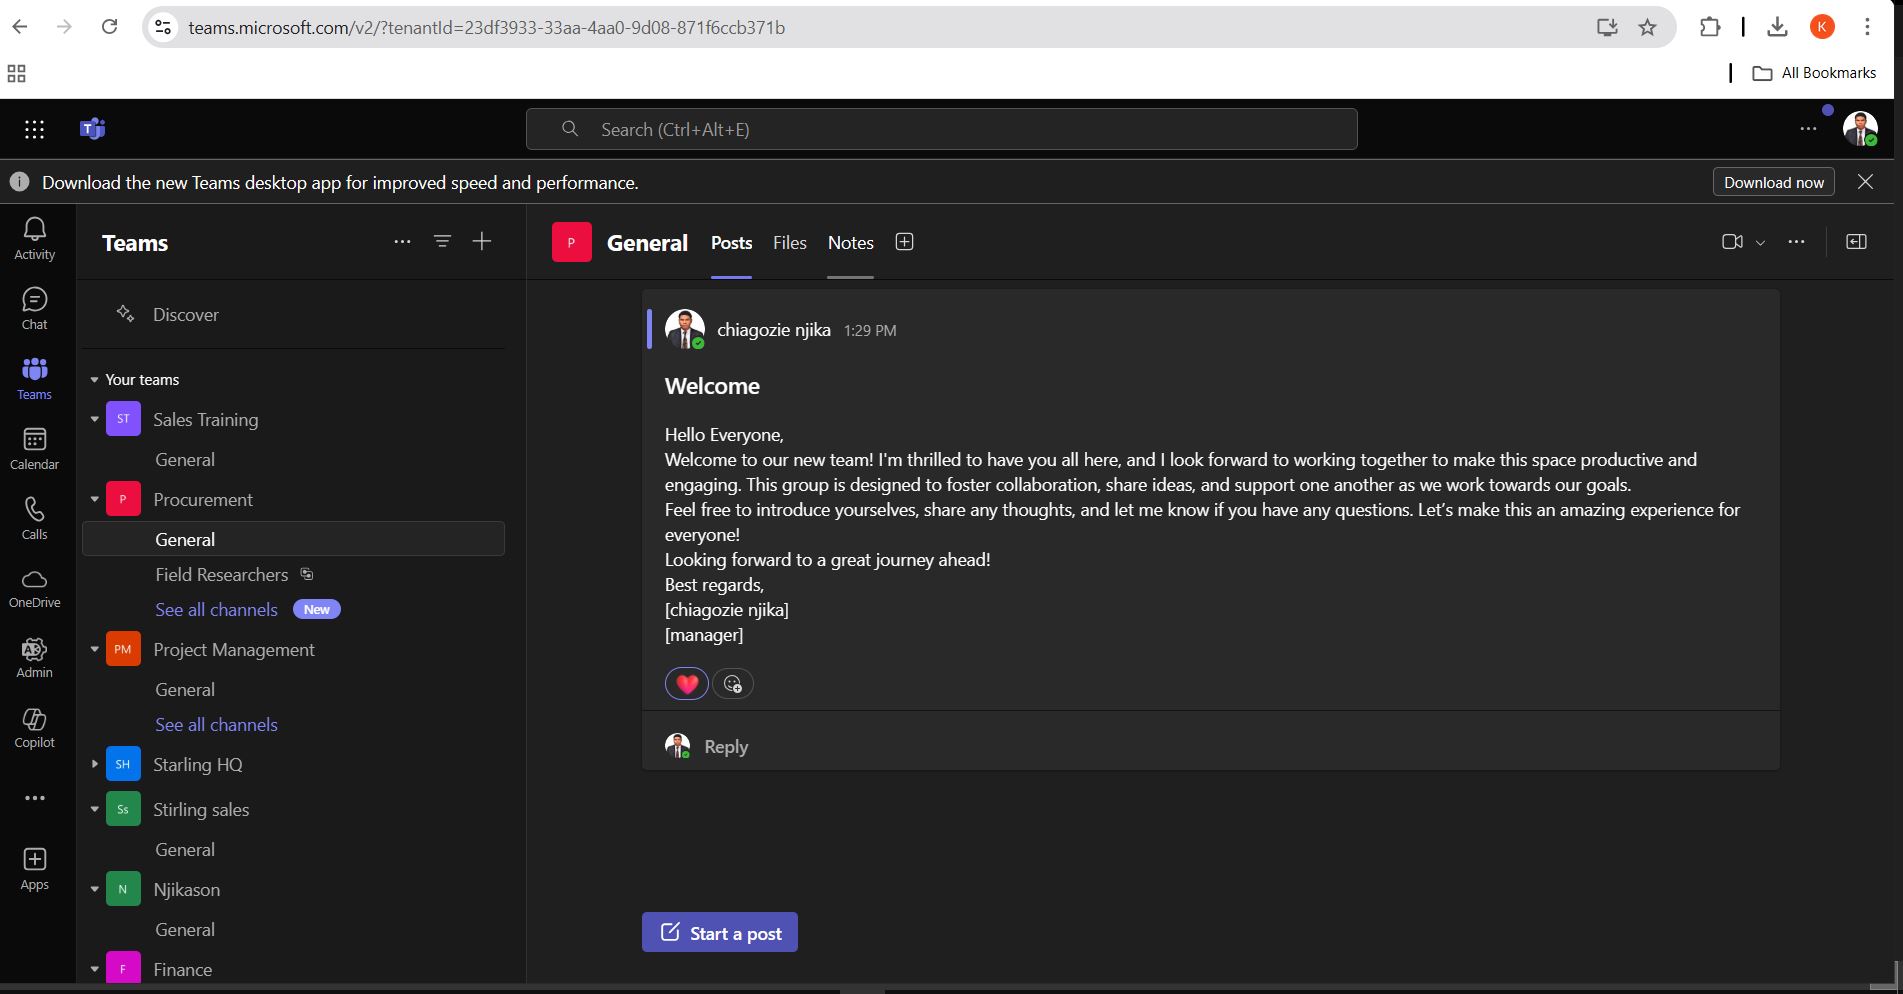 teams.microsoft.com/v2/?tenantId=23df3933-33aa-4aa0-9d08-871f6ccb371b
K
All Bookmarks
T
Search (Ctrl+Alt+E)
Download the new Teams desktop app for improved speed and performance.
Download now
Activity
Chat
Teams
Calendar
Calls
OneDrive
Admin
Copilot
Apps
Teams
Discover
Your teams
ST Sales Training
General
P Procurement
General
Field Researchers
See all channels New
PM Project Management
General
See all channels
SH Starling HQ
Ss Stirling sales
General
N Njikason
General
F Finance
P General Posts Files Notes
chiagozie njika 1:29 PM
Welcome
Hello Everyone,
Welcome to our new team! I'm thrilled to have you all here, and I look forward to working together to make this space productive and
engaging. This group is designed to foster collaboration, share ideas, and support one another as we work towards our goals.
Feel free to introduce yourselves, share any thoughts, and let me know if you have any questions. Let’s make this an amazing experience for
everyone!
Looking forward to a great journey ahead!
Best regards,
[chiagozie njika]
[manager]
Reply
Start a post